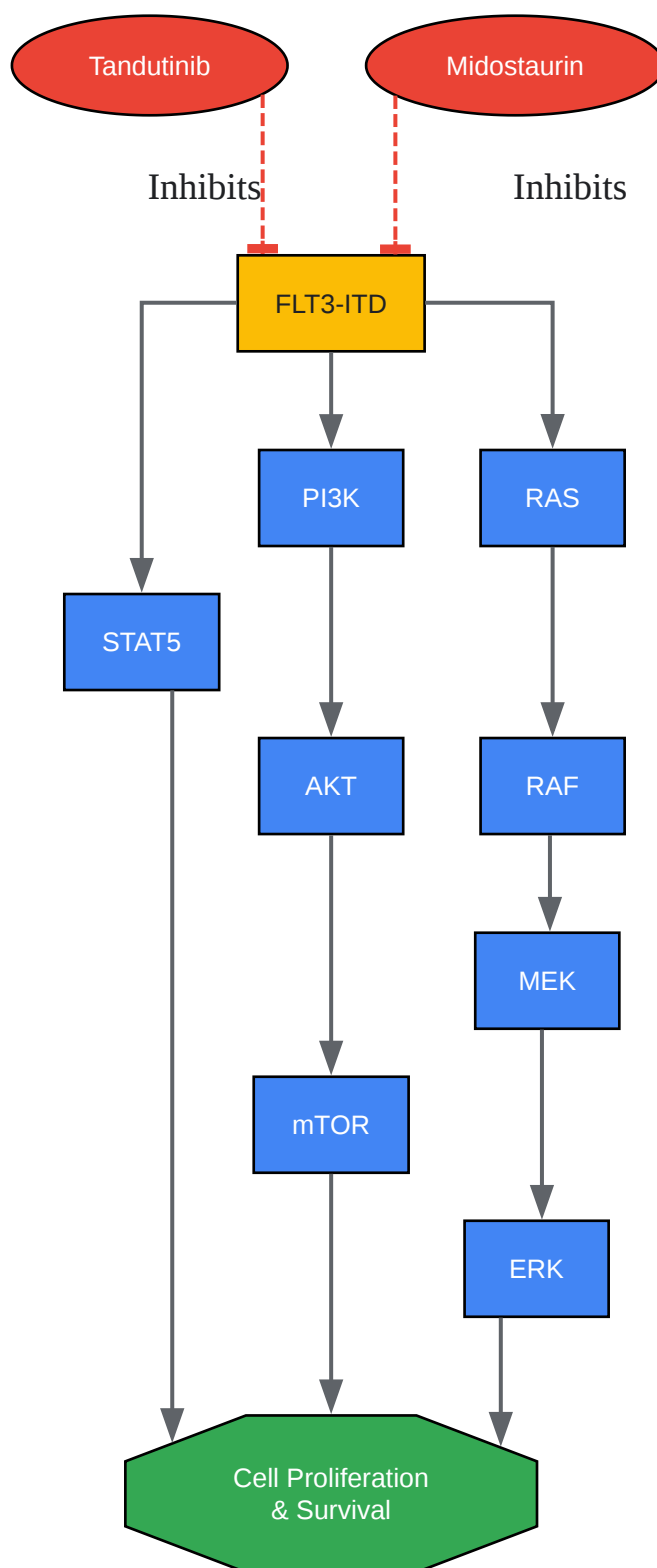 Tandutinib
Midostaurin
Inhibits
Inhibits
FLT3-ITD
PI3K
RAS
STAT5
AKT
RAF
MEK
mTOR
ERK
Cell Proliferation
& Survival